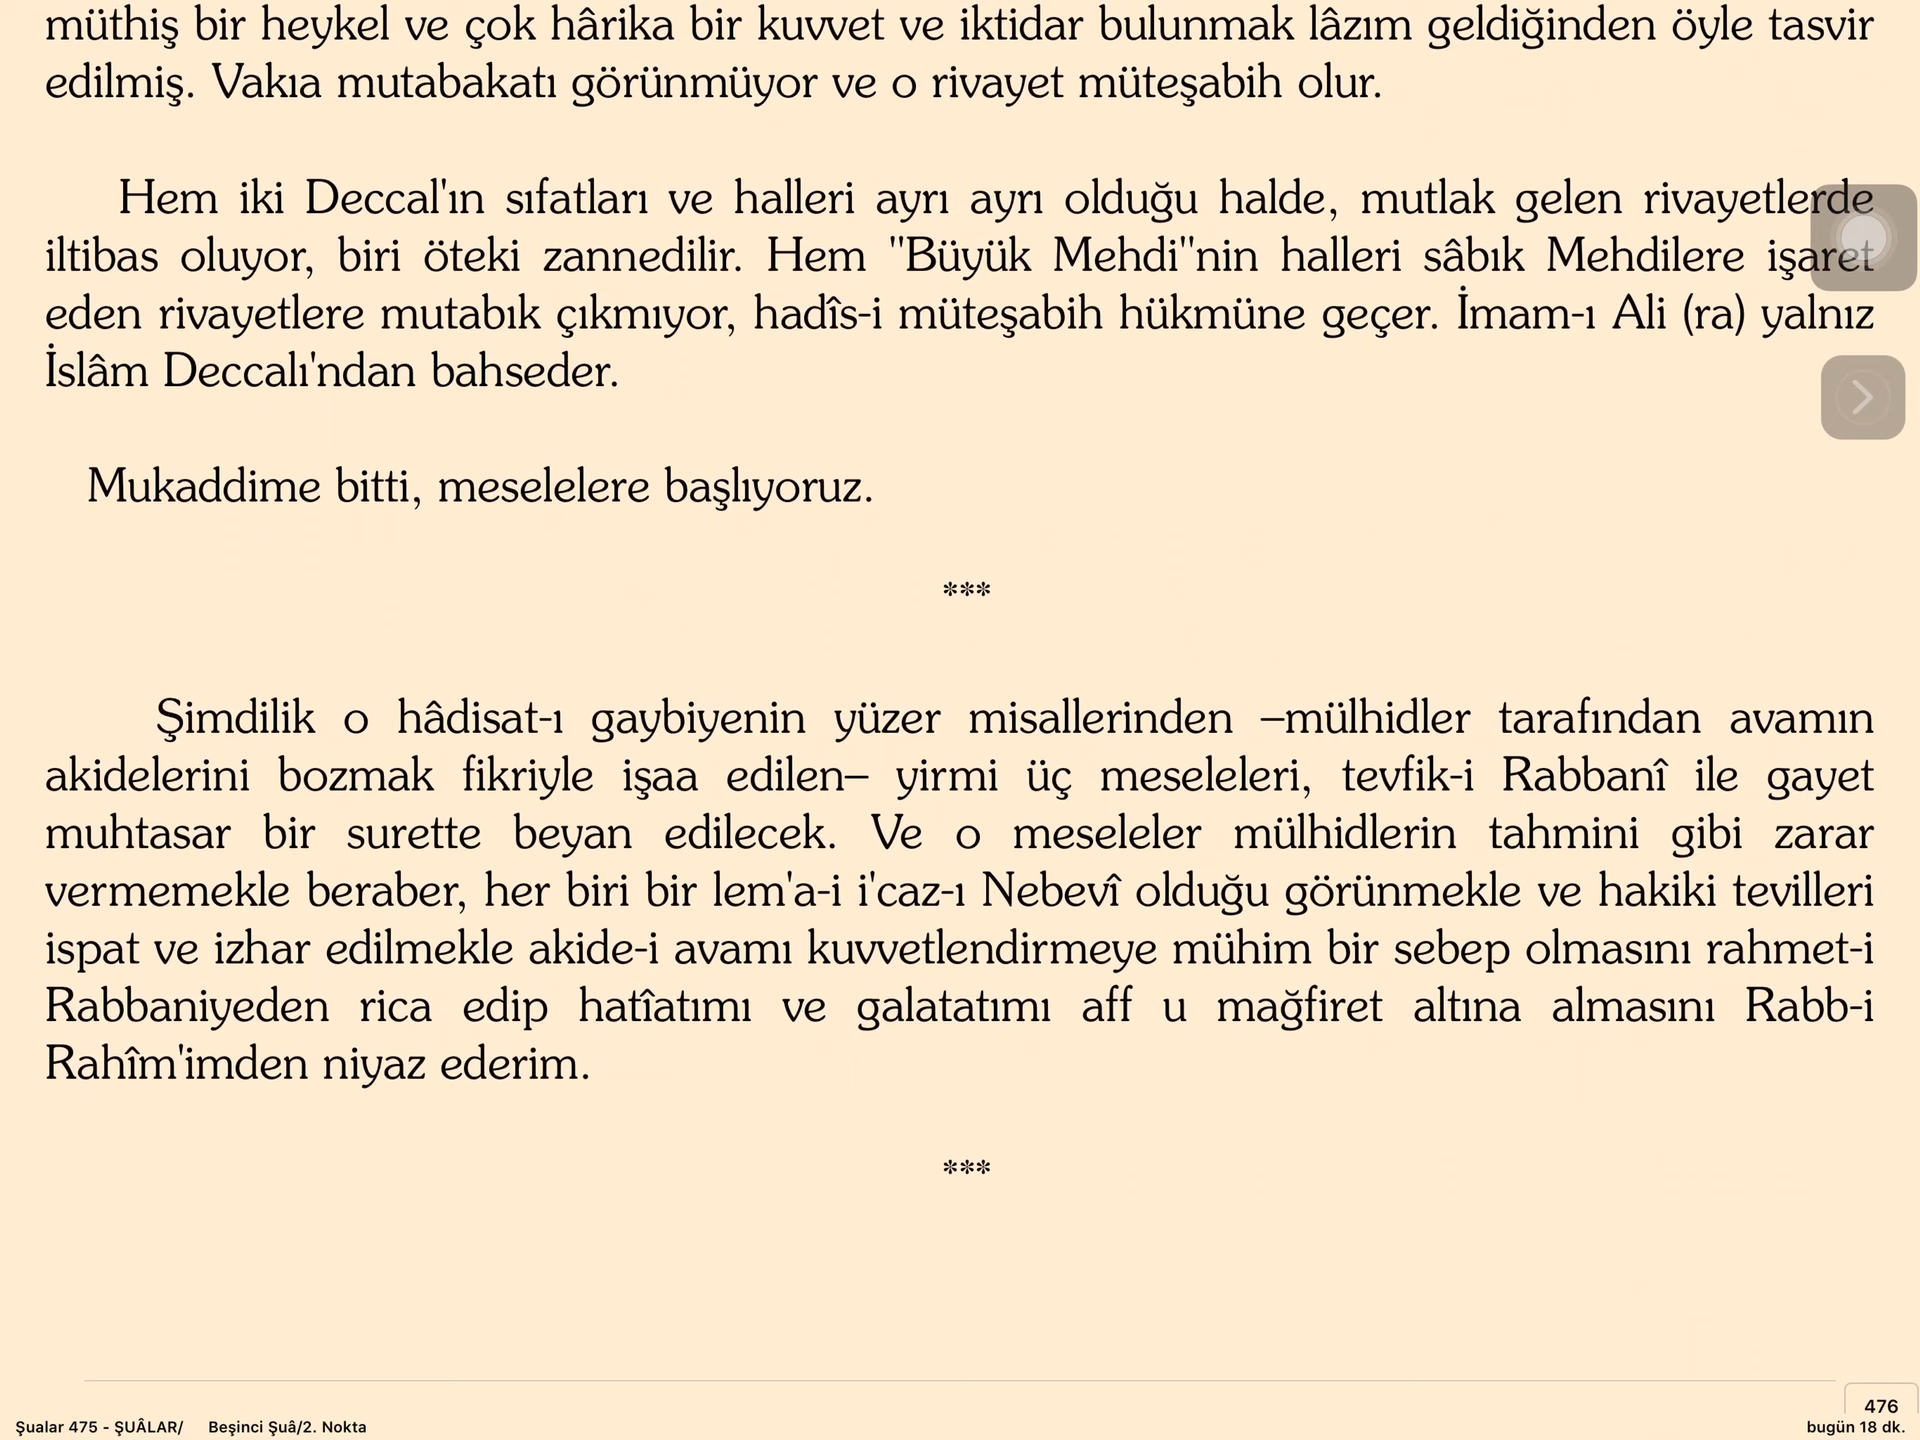 müthiş bir heykel ve çok hârika bir kuvvet ve iktidar bulunmak lâzım geldiğinden öyle tasvir
edilmiş. Vakıa mutabakatı görünmüyor ve o rivayet müteşabih olur.
Hem iki Deccal'ın sıfatları ve halleri ayrı ayrı olduğu halde, mutlak gelen rivayetlerde
iltibas oluyor, biri öteki zannedilir. Hem "Büyük Mehdi"nin halleri sâbık Mehdilere işaret
eden rivayetlere mutabık çıkmıyor, hadîs-i müteşabih hükmüne geçer. İmam-ı Ali (ra) yalnız
İslâm Deccalı'ndan bahseder.
Mukaddime bitti, meselelere başlıyoruz.
***
Şimdilik o hâdisat-ı gaybiyenin yüzer misallerinden –mülhidler tarafından avamın
akidelerini bozmak fikriyle işaa edilen– yirmi üç meseleleri, tevfik-i Rabbanî ile gayet
muhtasar bir surette beyan edilecek. Ve o meseleler mülhidlerin tahmini gibi zarar
vermemekle beraber, her biri bir lem'a-i i'caz-ı Nebevî olduğu görünmekle ve hakiki tevilleri
ispat ve izhar edilmekle akide-i avamı kuvvetlendirmeye mühim bir sebep olmasını rahmet-i
Rabbaniyeden rica edip hatîatımı ve galatatımı aff u mağfiret altına almasını Rabb-i
Rahîm'imden niyaz ederim.
***
476
Şualar 475 - ŞUÂLAR/ Beşinci Şuâ/2. Nokta
bugün 18 dk.